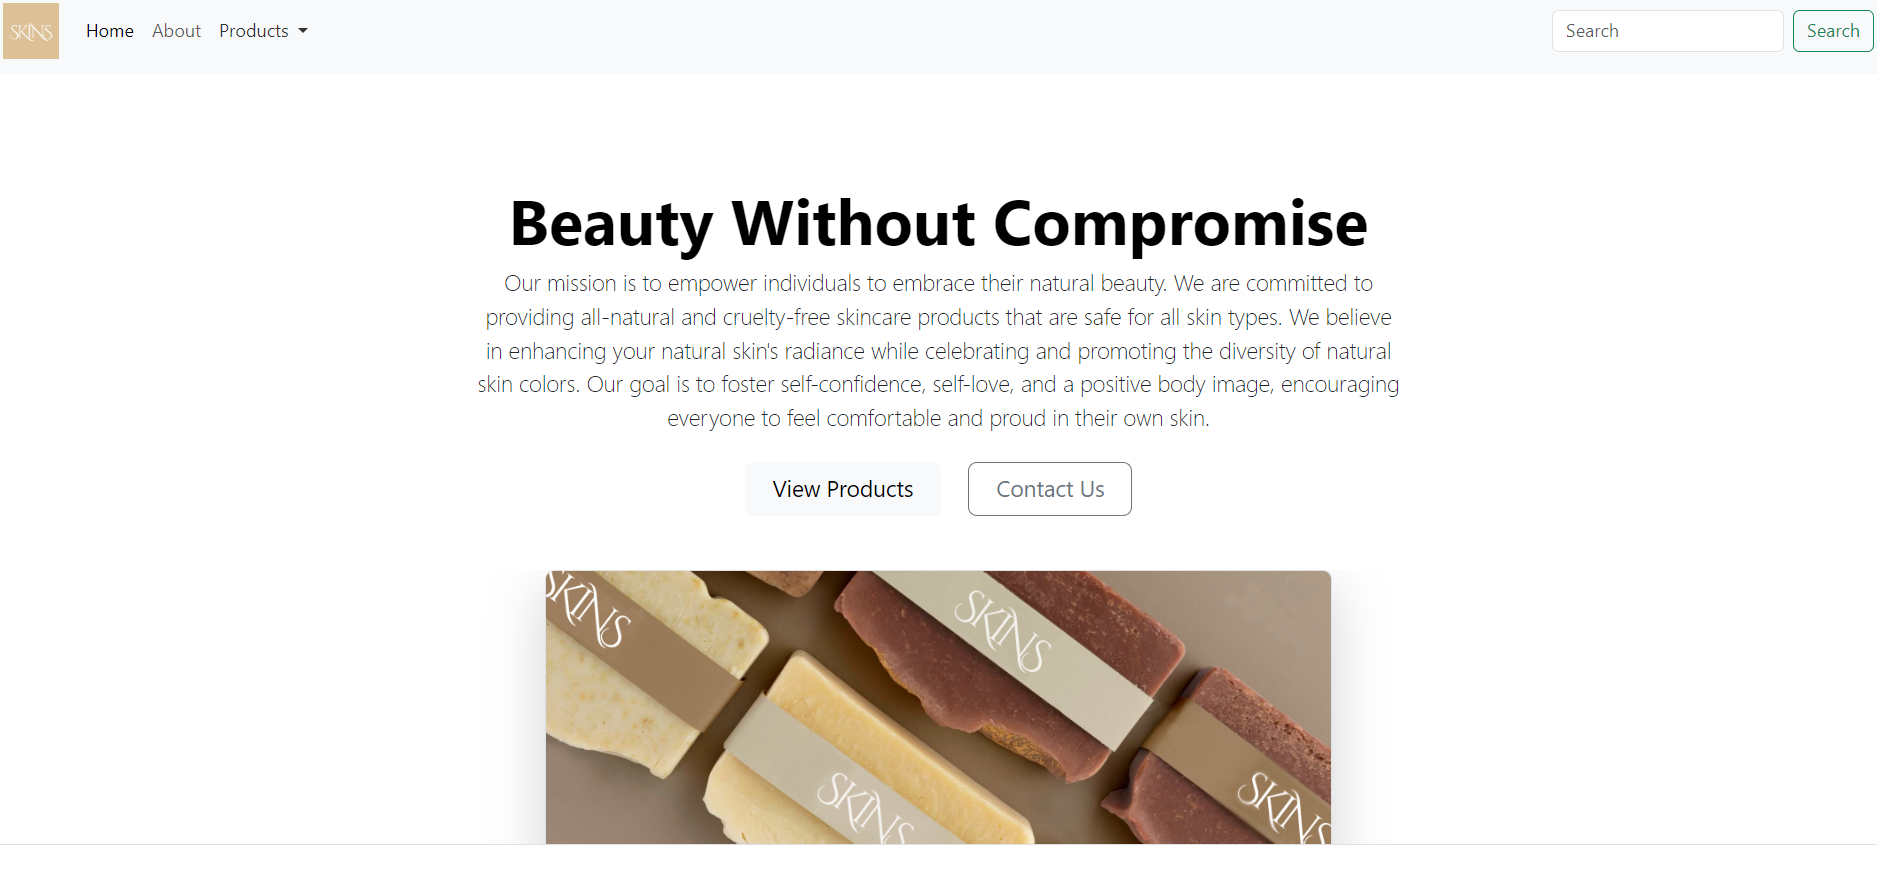 SKINS
Home
About
Products
Search
Search
Beauty Without Compromise
Our mission is to empower individuals to embrace their natural beauty. We are committed to
providing all-natural and cruelty-free skincare products that are safe for all skin types. We believe
in enhancing your natural skin's radiance while celebrating and promoting the diversity of natural
skin colors. Our goal is to foster self-confidence, self-love, and a positive body image, encouraging
everyone to feel comfortable and proud in their own skin.
View Products
Contact Us
SKINS
SKINS
SKINS
SKINS